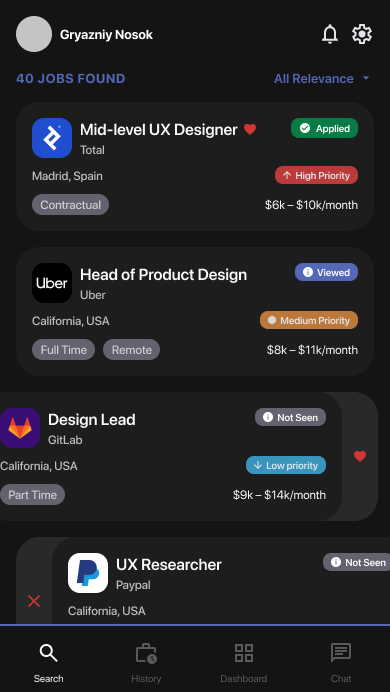 Gryazniy Nosok
40 JOBS FOUND
All Relevance
Mid-level UX Designer
Applied
Total
Madrid, Spain
High Priority
Contractual
$6k – $10k/month
Uber
Head of Product Design
Viewed
Uber
California, USA
Medium Priority
Full Time
Remote
$8k – $11k/month
Design Lead
Not Seen
GitLab
California, USA
Low priority
Part Time
$9k – $14k/month
UX Researcher
Not Seen
Paypal
California, USA
Search
History
Dashboard
Chat